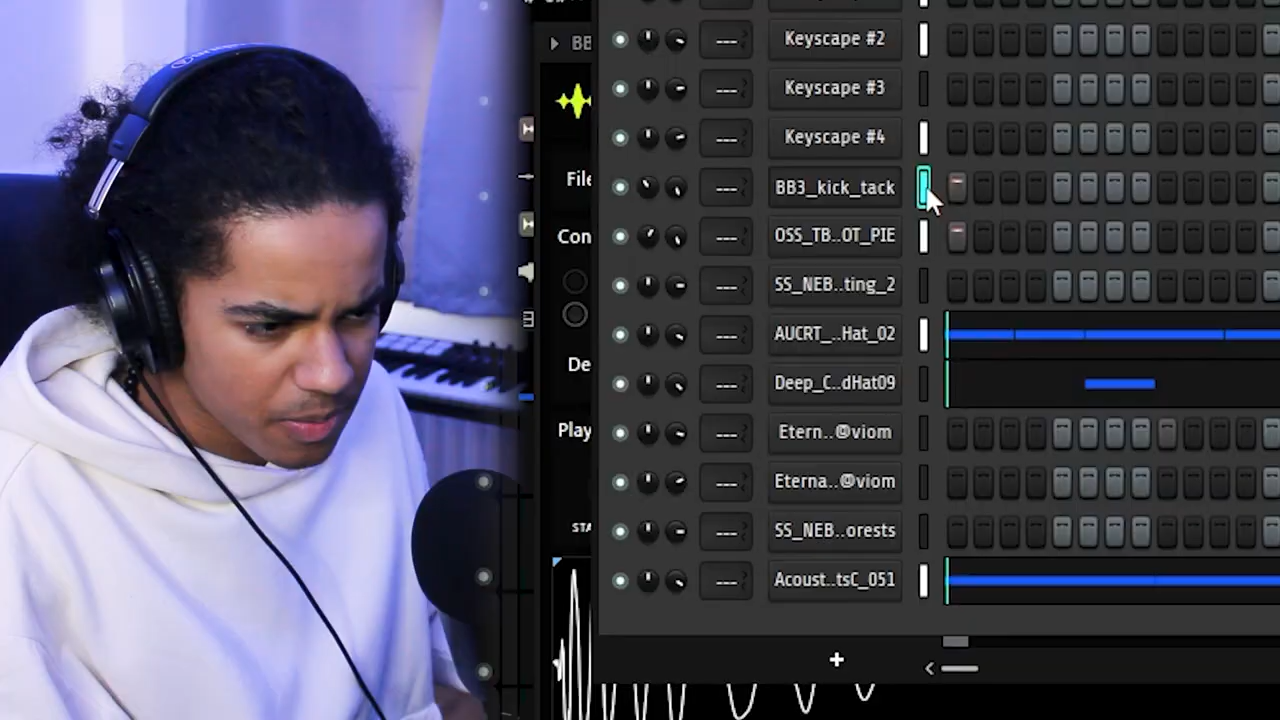 BB
Keyscape #2
Keyscape #3
File
Keyscape #4
BB3_kick_tack
Con
OSS_TB..OT_PIE
SS_NEB..ting_2
AUCRT_..Hat_02
De
Deep_C..dHat09
Play
Etern..@viom
Eterna..@viom
STA
SS_NEB..orests
Acoust..tsC_051
+